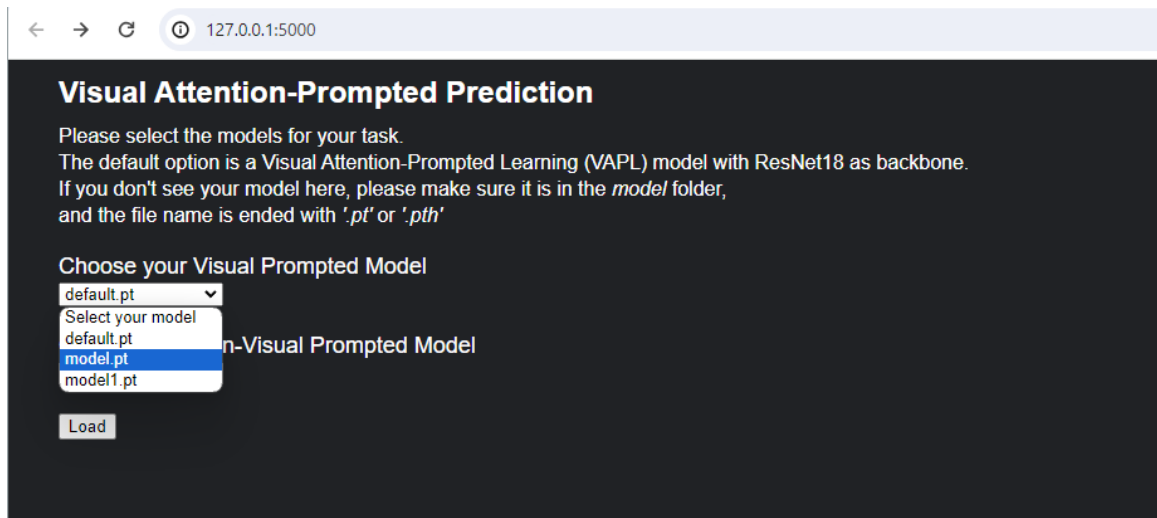 127.0.0.1:5000
Visual Attention-Prompted Prediction
Please select the models for your task.
The default option is a Visual Attention-Prompted Learning (VAPL) model with ResNet18 as backbone.
If you don't see your model here, please make sure it is in the model folder,
and the file name is ended with '.pt' or '.pth'
Choose your Visual Prompted Model
default.pt
Select your model
default.pt
n-Visual Prompted Model
model.pt
model1.pt
Load